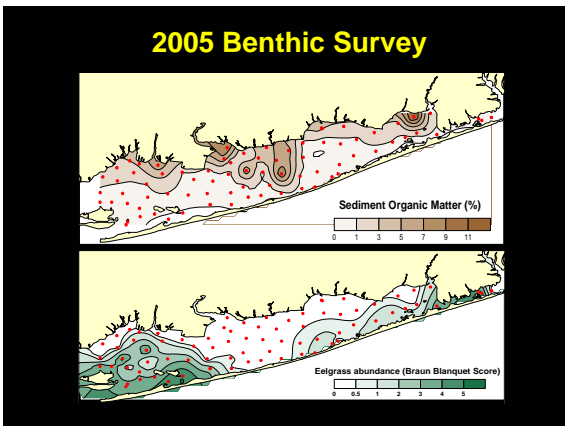 2005 Benthic Survey
Sediment Organic Matter (%)
0 1 3 5 7 9 11
Eelgrass abundance (Braun Blanquet Score)
0 0.5 1 2 3 4 5